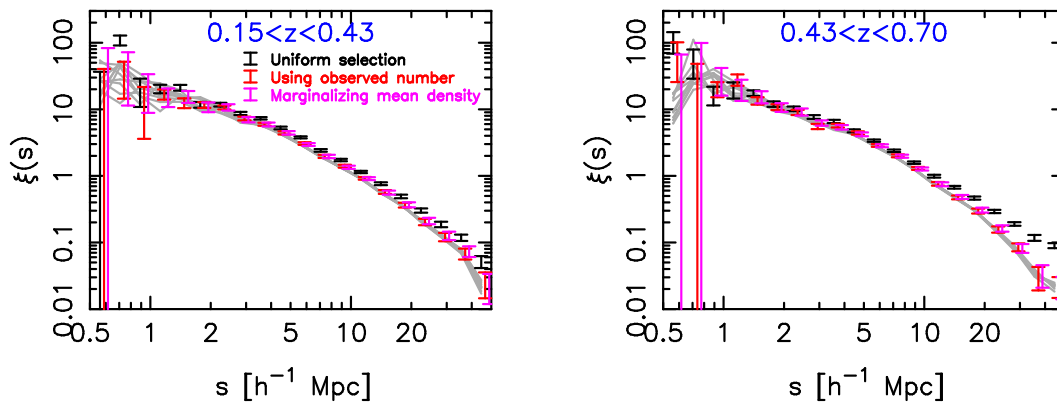 0.15<z<0.43
Uniform selection
Using observed number
Marginalizing mean density
ξ(s)
100
10
1
0.1
0.01
0.5 1 2 5 10 20
s [h⁻¹ Mpc]
0.43<z<0.70
ξ(s)
100
10
1
0.1
0.01
0.5 1 2 5 10 20
s [h⁻¹ Mpc]